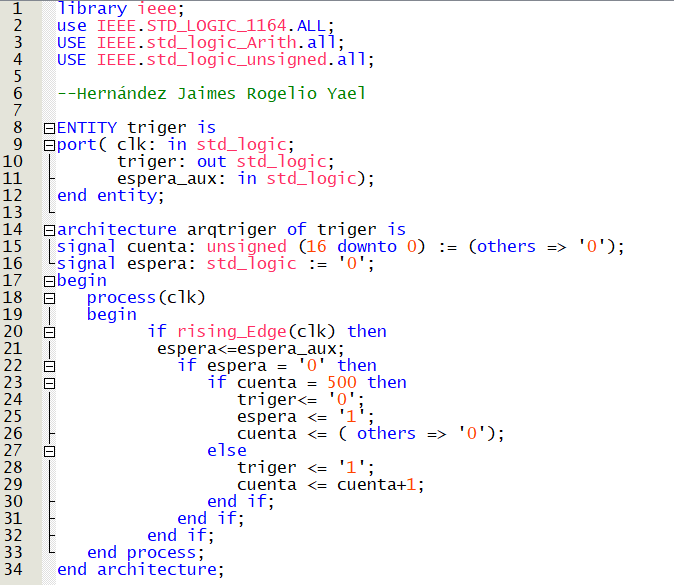 1 library ieee;
2 use IEEE.STD_LOGIC_1164.ALL;
3 USE IEEE.std_logic_Arith.all;
4 USE IEEE.std_logic_unsigned.all;
5
6 --Hernández Jaimes Rogelio Yael
7
8 ENTITY triger is
9 port( clk: in std_logic;
10 triger: out std_logic;
11 espera_aux: in std_logic);
12 end entity;
13
14 architecture arqtriger of triger is
15 signal cuenta: unsigned (16 downto 0) := (others => '0');
16 signal espera: std_logic := '0';
17 begin
18 process(clk)
19 begin
20 if rising_Edge(clk) then
21 espera<=espera_aux;
22 if espera = '0' then
23 if cuenta = 500 then
24 triger<= '0';
25 espera <= '1';
26 cuenta <= ( others => '0');
27 else
28 triger <= '1';
29 cuenta <= cuenta+1;
30 end if;
31 end if;
32 end if;
33 end process;
34 end architecture;